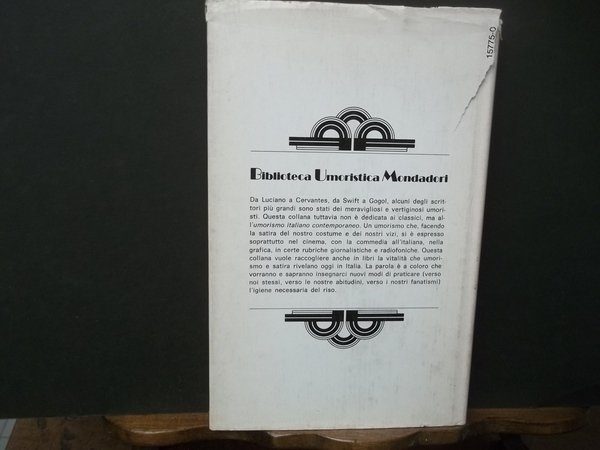 15775-0
Biblioteca Umoristica Mondadori
Da Luciano a Cervantes, da Swift a Gogol, alcuni degli scrit-
tori più grandi sono stati dei meravigliosi e vertiginosi umori-
sti. Questa collana tuttavia non è dedicata ai classici, ma al-
l'umorismo italiano contemporaneo. Un umorismo che, facendo
la satira del nostro costume e dei nostri vizi, si è espresso
soprattutto nel cinema, con la commedia all'italiana, nella
grafica, in certe rubriche giornalistiche e radiofoniche. Questa
collana vuole raccogliere anche in libri la vitalità che umori-
smo e satira rivelano oggi in Italia. La parola è a coloro che
vorranno e sapranno insegnarci nuovi modi di praticare (verso
noi stessi, verso le nostre abitudini, verso i nostri fanatismi)
l'igiene necessaria del riso.